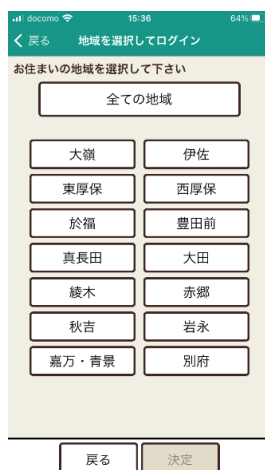 docomo 15:36 64%
戻る 地域を選択してログイン
お住まいの地域を選択して下さい
全ての地域
大嶺 伊佐
東厚保 西厚保
於福 豊田前
真長田 大田
綾木 赤郷
秋吉 岩永
嘉万・青景 別府
戻る 決定